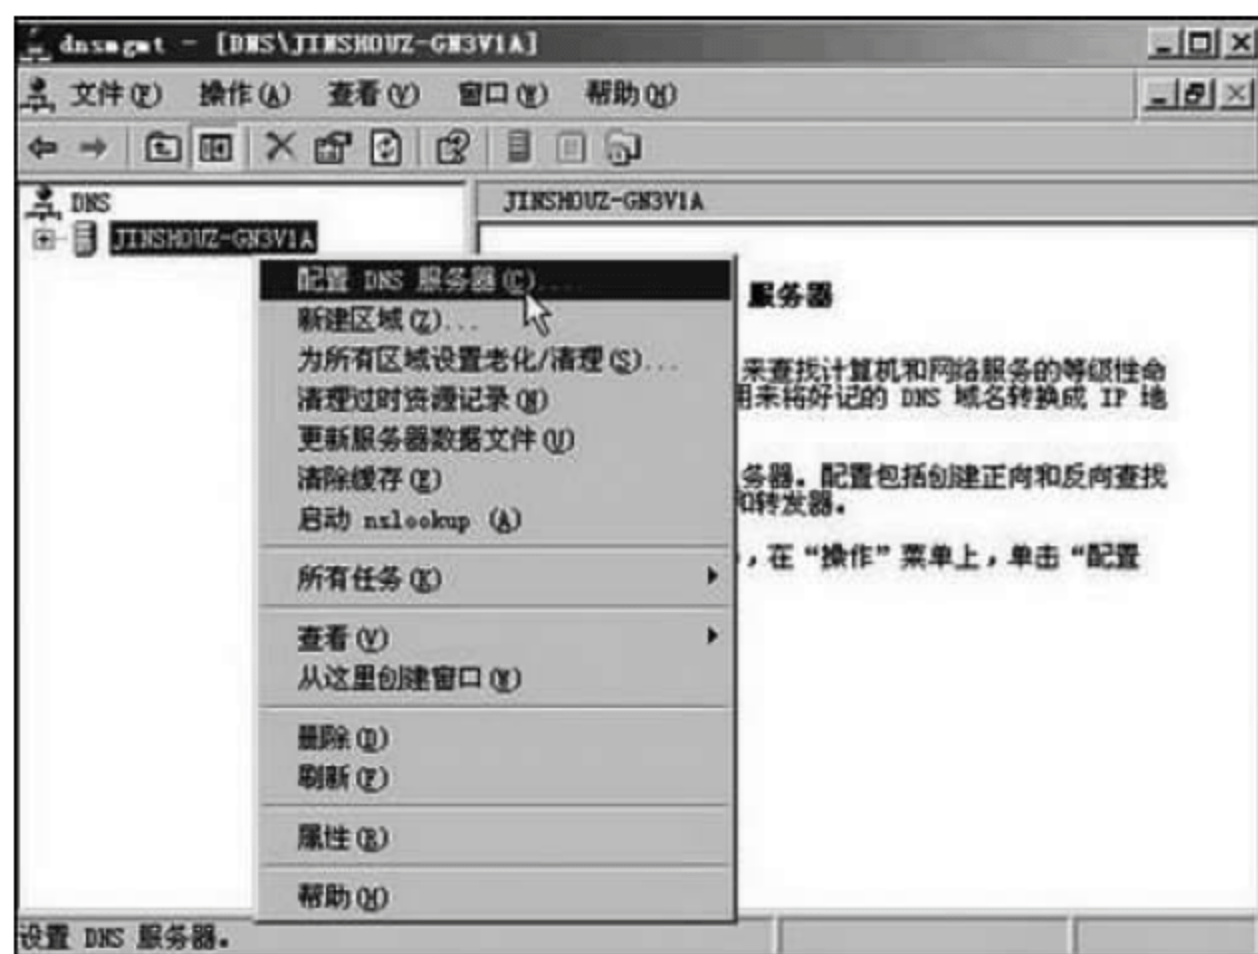 dnsmgmt - [DNS\JINSHOUZ-GN3V1A]
文件(F) 操作(A) 查看(V) 窗口(W) 帮助(H)
DNS
JINSHOUZ-GN3V1A
JINSHOUZ-GN3V1A
配置 DNS 服务器(C)....
新建区域(Z)...
为所有区域设置老化/清理(S)...
清理过时资源记录(N)
更新服务器数据文件(U)
清除缓存(E)
启动 nslookup (A)
所有任务(K)
查看(V)
从这里创建窗口(W)
删除(D)
刷新(F)
属性(R)
帮助(H)
服务器
来查找计算机和网络服务的等级性命
用来将好记的 DNS 域名转换成 IP 地
务器。配置包括创建正向和反向查找
和转发器。
，在“操作”菜单上，单击“配置
设置 DNS 服务器。